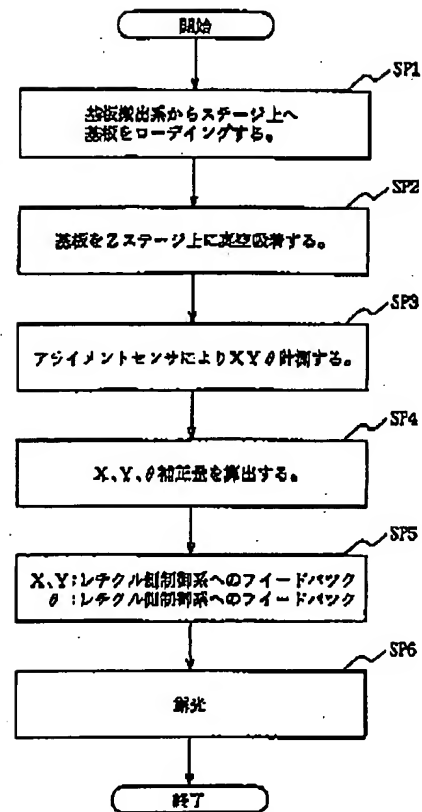 開始
SP1
基板搬出系からステージ上へ
基板をローデイングする。
SP2
基板をZステージ上に真空吸着する。
SP3
アライメントセンサによりXYθ計測する。
SP4
X、Y、θ補正量を算出する。
SP5
X、Y:レチクル側制御系へのフイードバック
θ:レチクル側制御系へのフイードバック
SP6
露光
終了